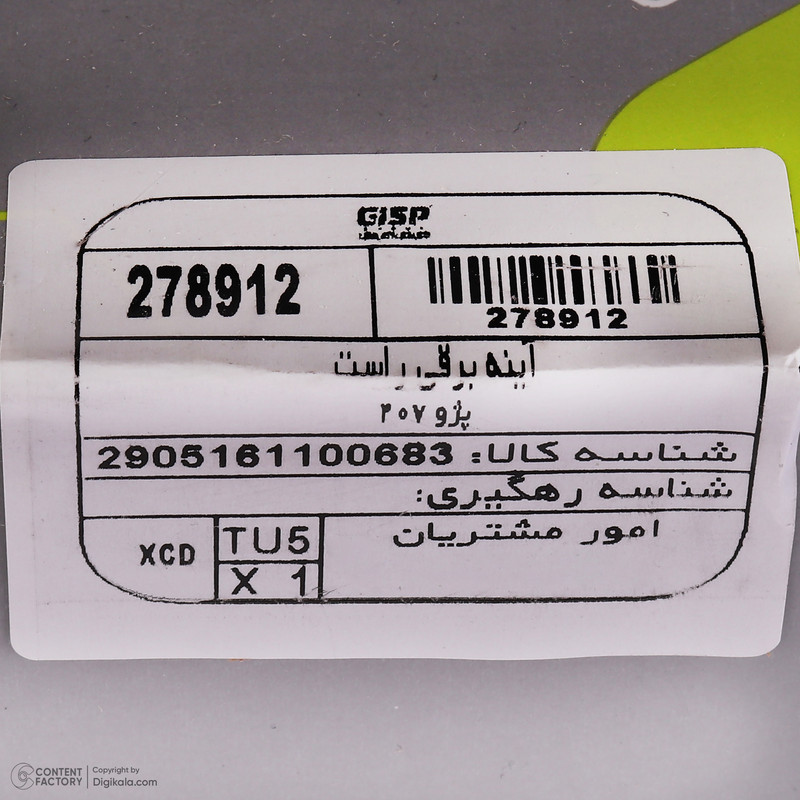 GISP
278912
278912
آینه برقی راست
پژو ۲۰۷
شناسه کالا: 2905161100683
شناسه رهگیری:
امور مشتریات
TU5
X 1
XCD
CONTENT FACTORY
Copyright by
Digikala.com